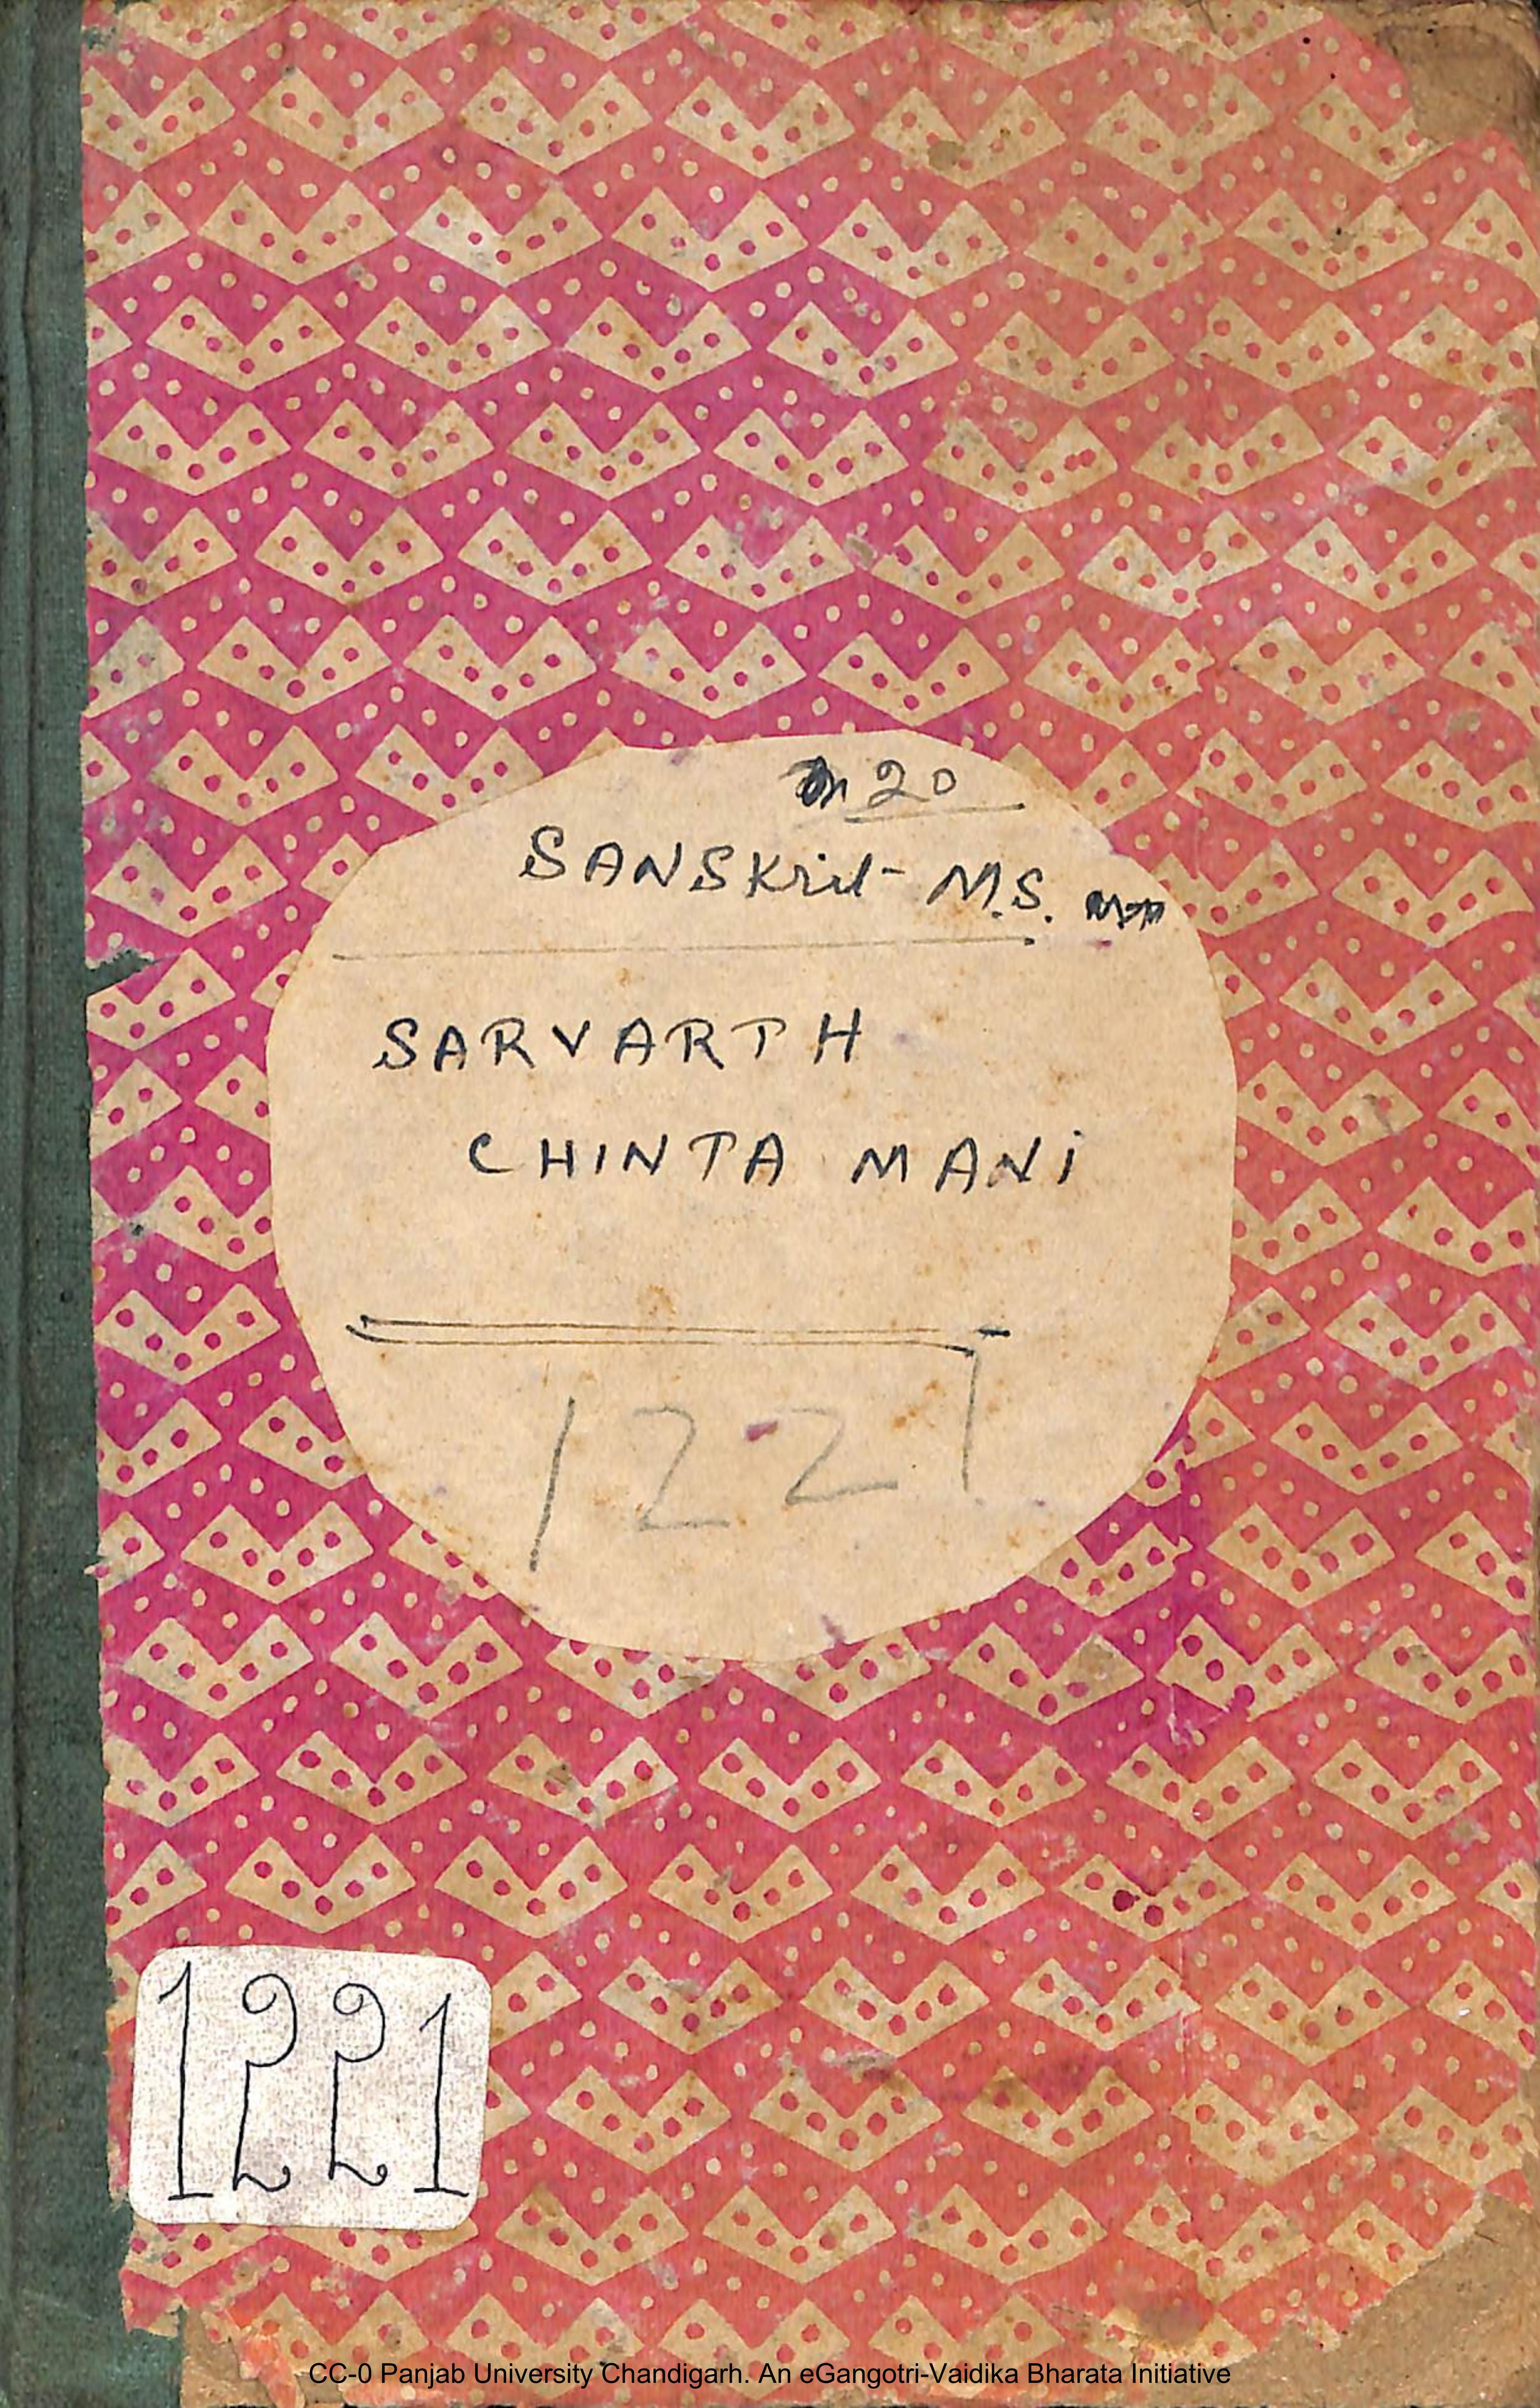 20
SANSKrit- M.S.
SARVARTH
CHINTA MANi
1221
1221
CC-0 Panjab University Chandigarh. An eGangotri-Vaidika Bharata Initiative